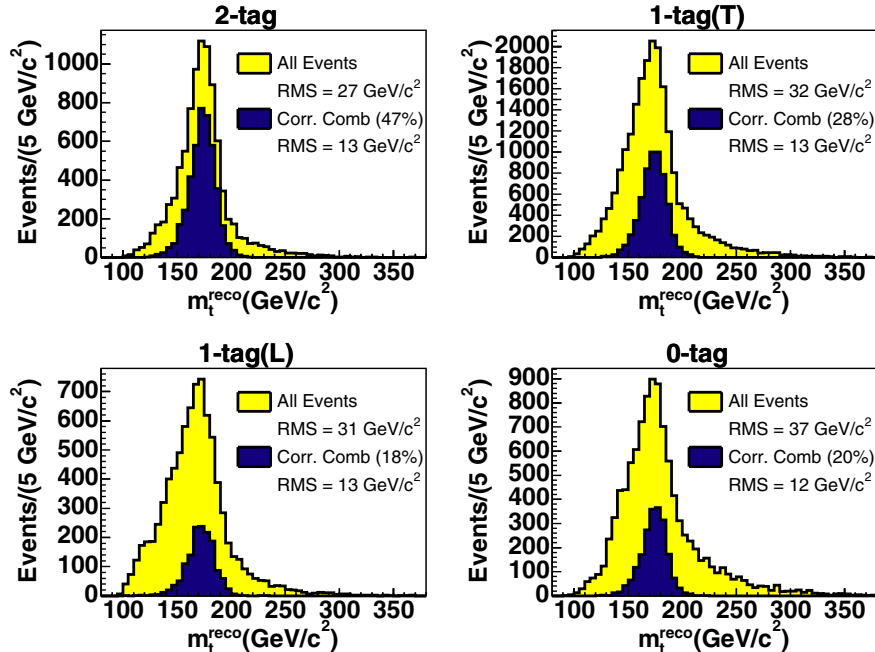 2-tag
Events/(5 GeV/c²)
1000
800
600
400
200
0
All Events
RMS = 27 GeV/c²
Corr. Comb (47%)
RMS = 13 GeV/c²
100 150 200 250 300 350
m_t^reco(GeV/c²)
1-tag(T)
Events/(5 GeV/c²)
2000
1800
1600
1400
1200
1000
800
600
400
200
0
All Events
RMS = 32 GeV/c²
Corr. Comb (28%)
RMS = 13 GeV/c²
100 150 200 250 300 350
m_t^reco(GeV/c²)
1-tag(L)
Events/(5 GeV/c²)
700
600
500
400
300
200
100
0
All Events
RMS = 31 GeV/c²
Corr. Comb (18%)
RMS = 13 GeV/c²
100 150 200 250 300 350
m_t^reco(GeV/c²)
0-tag
Events/(5 GeV/c²)
900
800
700
600
500
400
300
200
100
0
All Events
RMS = 37 GeV/c²
Corr. Comb (20%)
RMS = 12 GeV/c²
100 150 200 250 300 350
m_t^reco(GeV/c²)